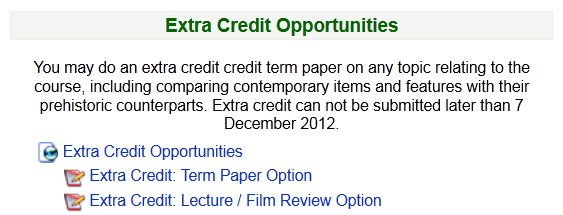 Extra Credit Opportunities
You may do an extra credit credit term paper on any topic relating to the
course, including comparing contemporary items and features with their
prehistoric counterparts. Extra credit can not be submitted later than 7
December 2012.
Extra Credit Opportunities
Extra Credit: Term Paper Option
Extra Credit: Lecture / Film Review Option